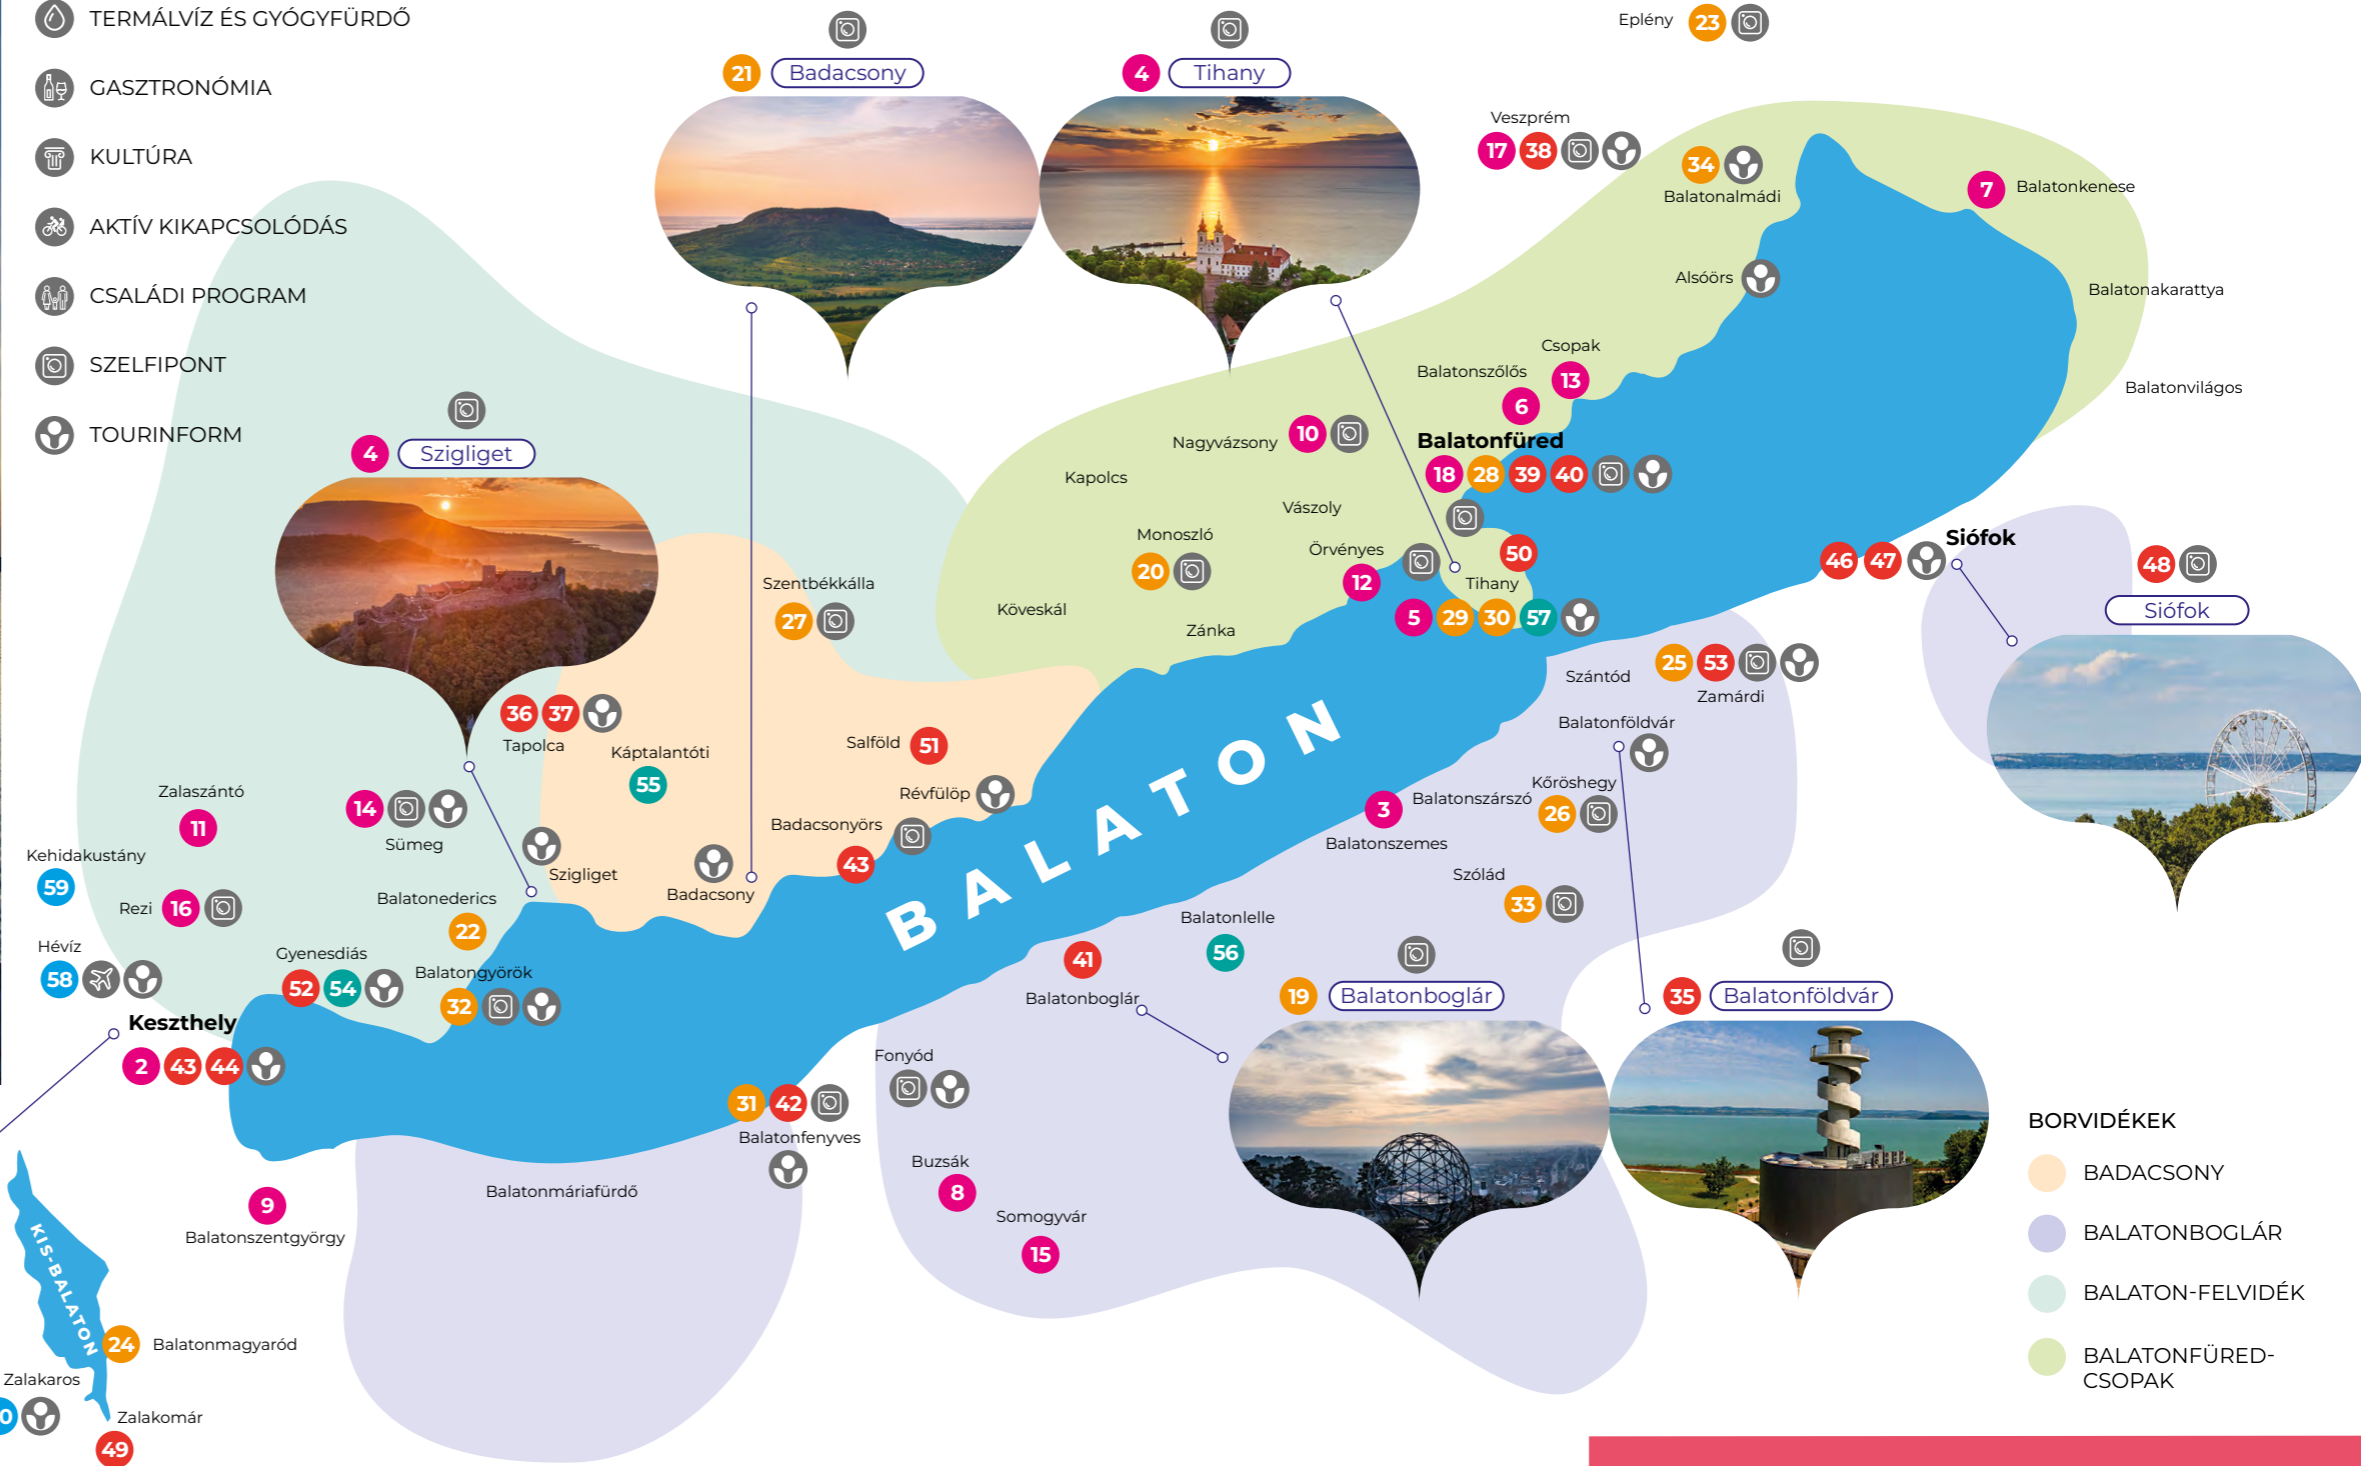 TERMÁLVÍZ ÉS GYÓGYFÜRDŐ
GASZTRONÓMIA
KULTÚRA
AKTÍV KIKAPCSOLÓDÁS
CSALÁDI PROGRAM
SZELFIPONT
TOURINFORM
21 Badacsony
4 Tihany
Eplény 23
Veszprém
17 38
34
Balatonalmádi
7 Balatonkenese
Alsóörs
Balatonakarattya
Balatonvilágos
Csopak
13
Balatonszőlős
6
4 Szigliget
Nagyvázsony 10
Balatonfüred
18 28 39 40
Kapolcs
Vászoly
Monoszló
20
Örvényes
12
50
Tihany
5 29 30 57
Siófok
46 47
48
Siófok
Szentbékkálla
27
Köveskál
Zánka
Szántód
25 53
Zamárdi
Balatonföldvár
36 37
Tapolca
Káptalantóti
55
Salföld 51
Révfülöp
Badacsonyörs
43
BALATON
Kőröshegy
26
Balatonszárszó
3
Balatonszemes
Zalaszántó
11
14
Sümeg
Kehidakustány
59
Szigliget
Badacsony
Szólád
33
Rezi 16
Balatonederics
22
Balatonlelle
56
Hévíz
58
Gyenesdiás
52 54
Balatongyörök
32
41
Balatonboglár
19 Balatonboglár
35 Balatonföldvár
Keszthely
2 43 44
Fonyód
31 42
Balatonfenyves
Buzsák
8
Balatonmáriafürdő
9
Balatonszentgyörgy
Somogyvár
15
KIS-BALATON
24 Balatonmagyaród
Zalakaros
0
Zalakomár
49
BORVIDÉKEK
BADACSONY
BALATONBOGLÁR
BALATON-FELVIDÉK
BALATONFÜRED-
CSOPAK